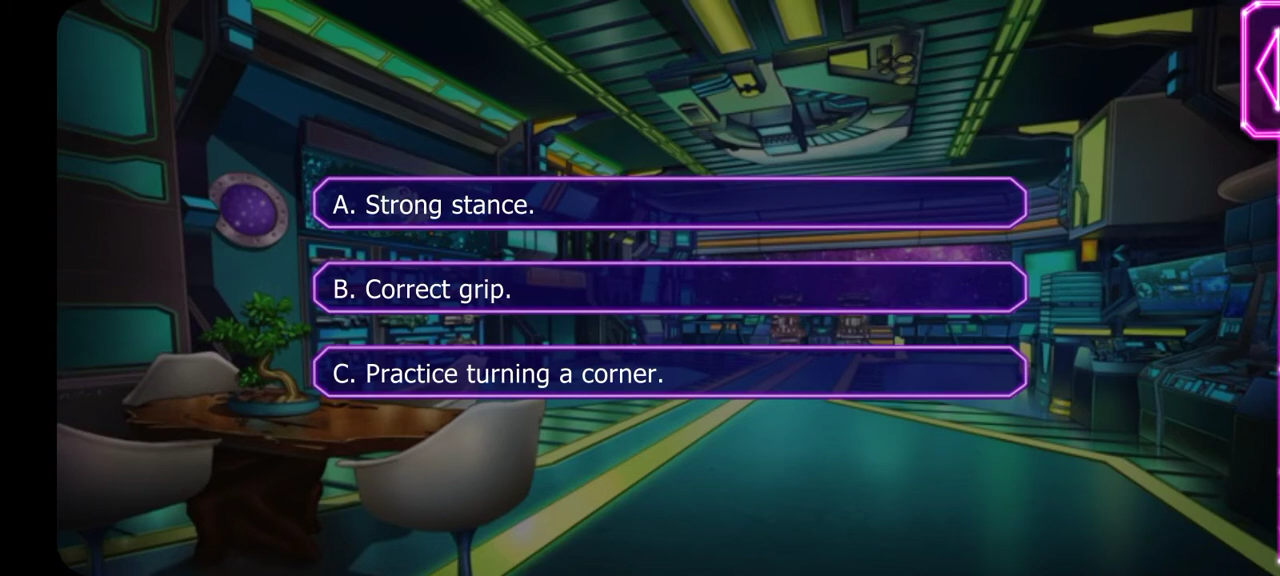 A. Strong stance.
B. Correct grip.
C. Practice turning a corner.